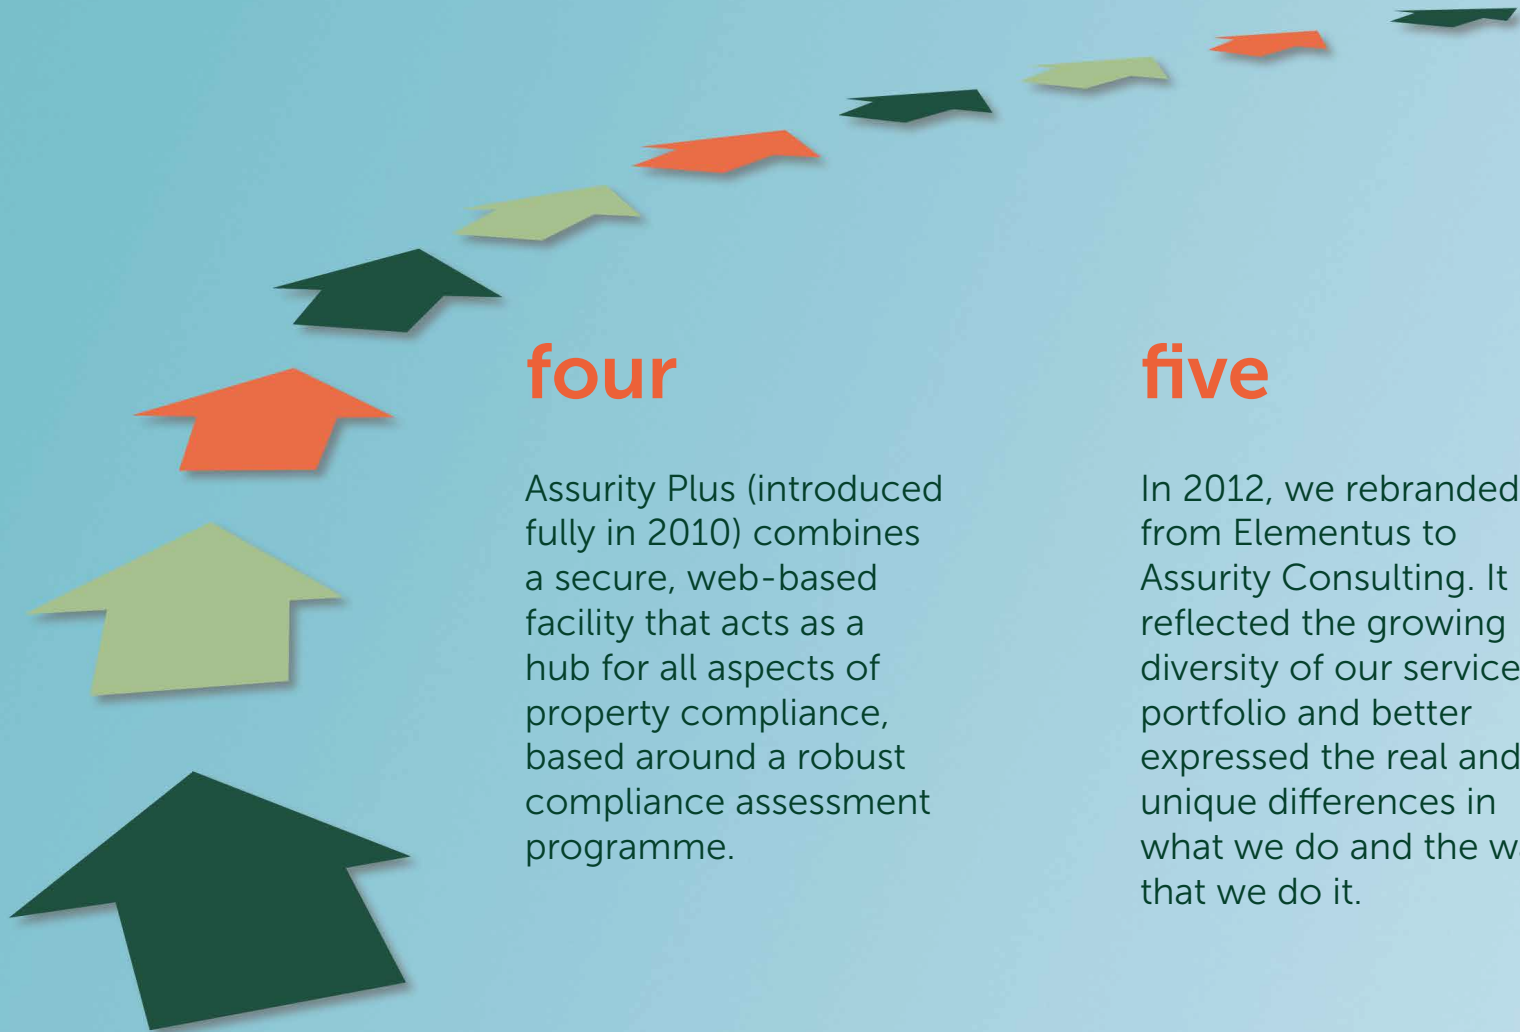 four
Assurity Plus (introduced
fully in 2010) combines
a secure, web-based
facility that acts as a
hub for all aspects of
property compliance,
based around a robust
compliance assessment
programme.
five
In 2012, we rebranded
from Elementus to
Assurity Consulting. It
reflected the growing
diversity of our service
portfolio and better
expressed the real and
unique differences in
what we do and the
that we do it.